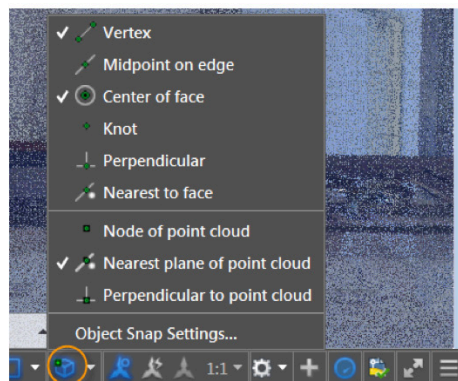 Vertex
Midpoint on edge
Center of face
Knot
Perpendicular
Nearest to face
Node of point cloud
Nearest plane of point cloud
Perpendicular to point cloud
Object Snap Settings...
1:1